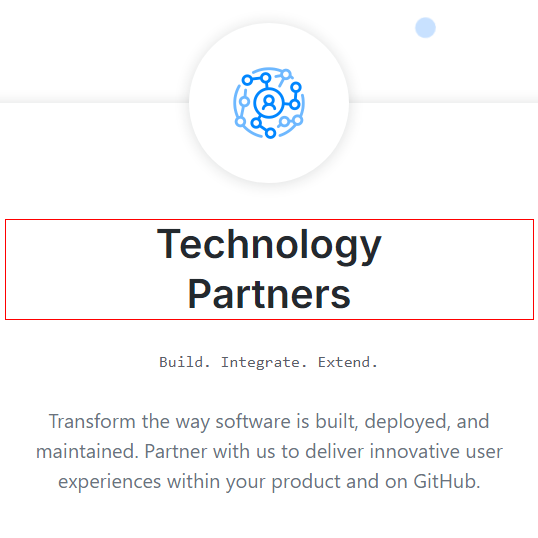 Technology
Partners
Build. Integrate. Extend.
Transform the way software is built, deployed, and
maintained. Partner with us to deliver innovative user
experiences within your product and on GitHub.